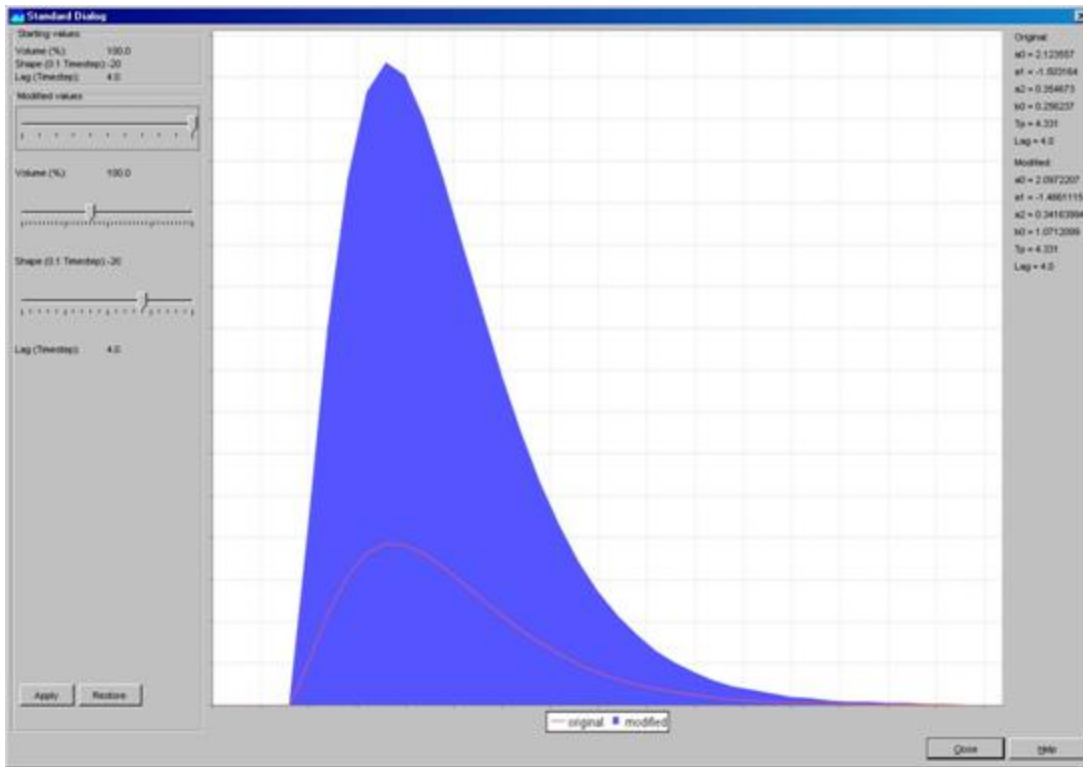 Standard Dialog
Starting values
Volume (%): 100.0
Shape (0.1 Timestep) -20
Lag (Timestep): 4.0
Modified values
Volume (%): 100.0
Shape (0.1 Timestep) -20
Lag (Timestep): 4.0
Apply Restore
original modified
Original:
a0 = 2.123557
a2 = 0.354673
b0 = 0.256237
Tp = 4.331
Lag = 4.0
Modified:
a0 = 2.0972207
a1 = -1.4661115
b0 = 1.0712099
Tp = 4.331
Lag = 4.0
Close Help